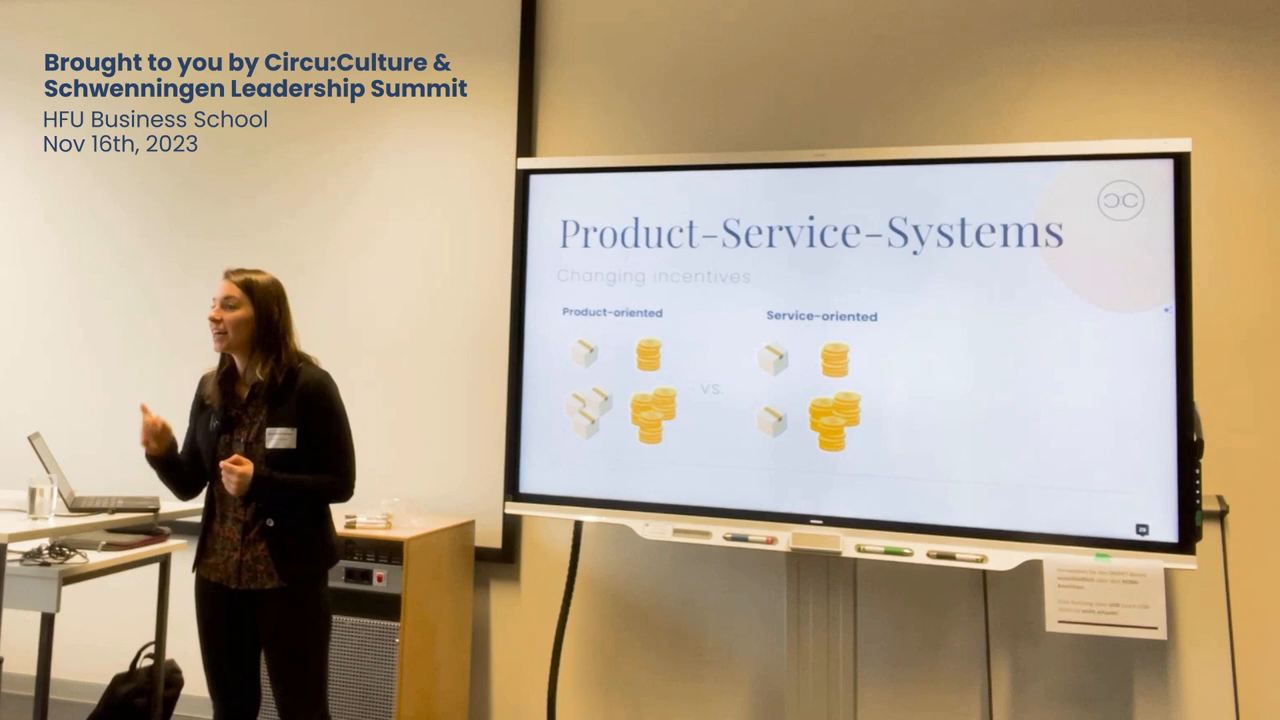 Brought to you by Circu:Culture &
Schwenningen Leadership Summit
HFU Business School
Nov 16th, 2023
Product-Service-Systems
Changing incentives
Product-oriented
Service-oriented
vs.